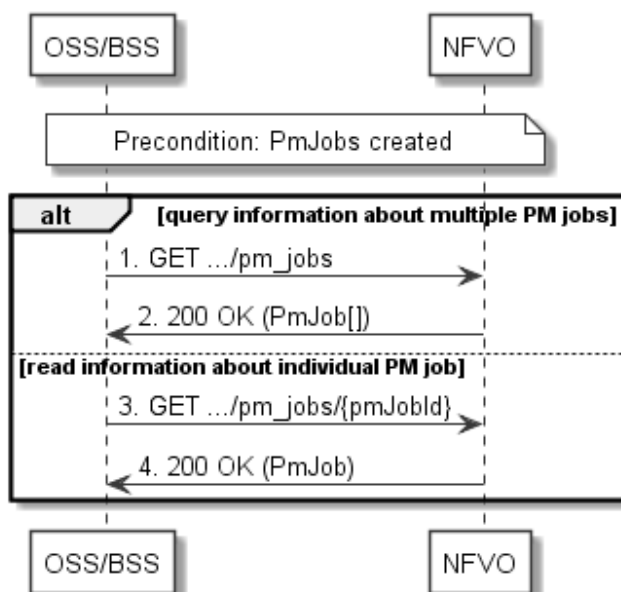 OSS/BSS
NFVO
Precondition: PmJobs created
alt
[query information about multiple PM jobs]
1. GET .../pm_jobs
2. 200 OK (PmJob[])
[read information about individual PM job]
3. GET .../pm_jobs/{pmJobId}
4. 200 OK (PmJob)
OSS/BSS
NFVO